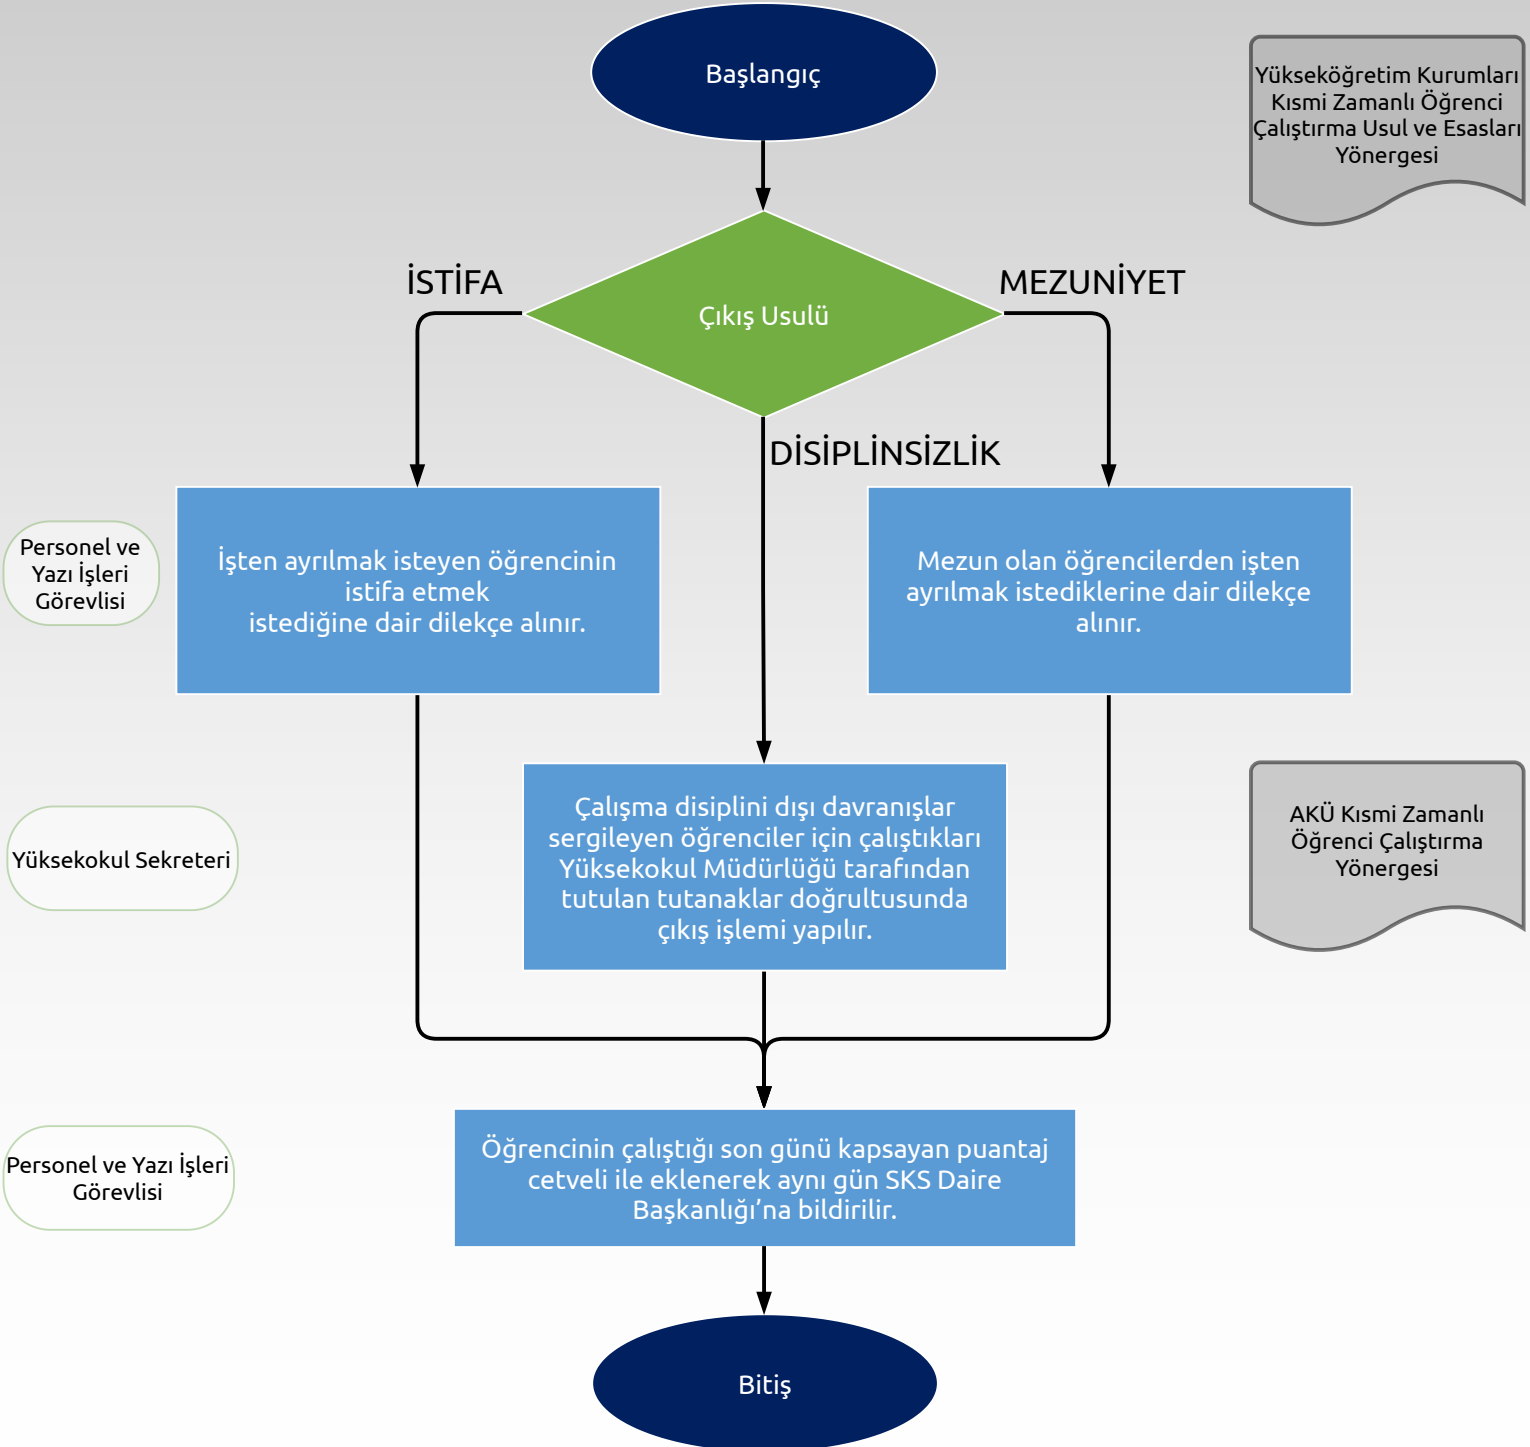 Başlangıç
Yükseköğretim Kurumları
Kısmi Zamanlı Öğrenci
Çalıştırma Usul ve Esasları
Yönergesi
İSTİFA
MEZUNİYET
Çıkış Usulü
DİSİPLİNSİZLİK
Personel ve
Yazı İşleri
Görevlisi
İşten ayrılmak isteyen öğrencinin
istifa etmek
istediğine dair dilekçe alınır.
Mezun olan öğrencilerden işten
ayrılmak istediklerine dair dilekçe
alınır.
Yüksekokul Sekreteri
Çalışma disiplini dışı davranışlar
sergileyen öğrenciler için çalıştıkları
Yüksekokul Müdürlüğü tarafından
tutulan tutanaklar doğrultusunda
çıkış işlemi yapılır.
AKÜ Kısmi Zamanlı
Öğrenci Çalıştırma
Yönergesi
Personel ve Yazı İşleri
Görevlisi
Öğrencinin çalıştığı son günü kapsayan puantaj
cetveli ile eklenerek aynı gün SKS Daire
Başkanlığı’na bildirilir.
Bitiş